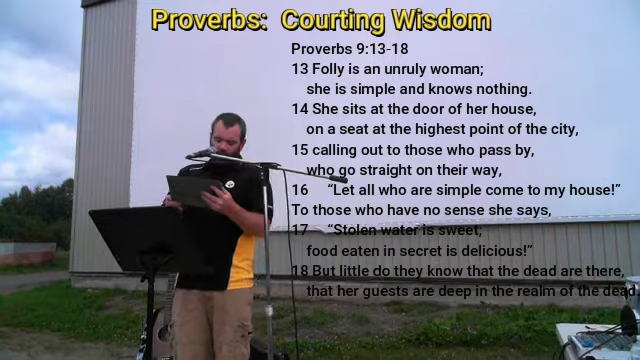 Proverbs: Courting Wisdom
Proverbs 9:13-18
13 Folly is an unruly woman;
she is simple and knows nothing.
14 She sits at the door of her house,
on a seat at the highest point of the city,
15 calling out to those who pass by,
who go straight on their way,
16 “Let all who are simple come to my house!”
To those who have no sense she says,
17 “Stolen water is sweet;
food eaten in secret is delicious!”
18 But little do they know that the dead are there,
that her guests are deep in the realm of the dead.